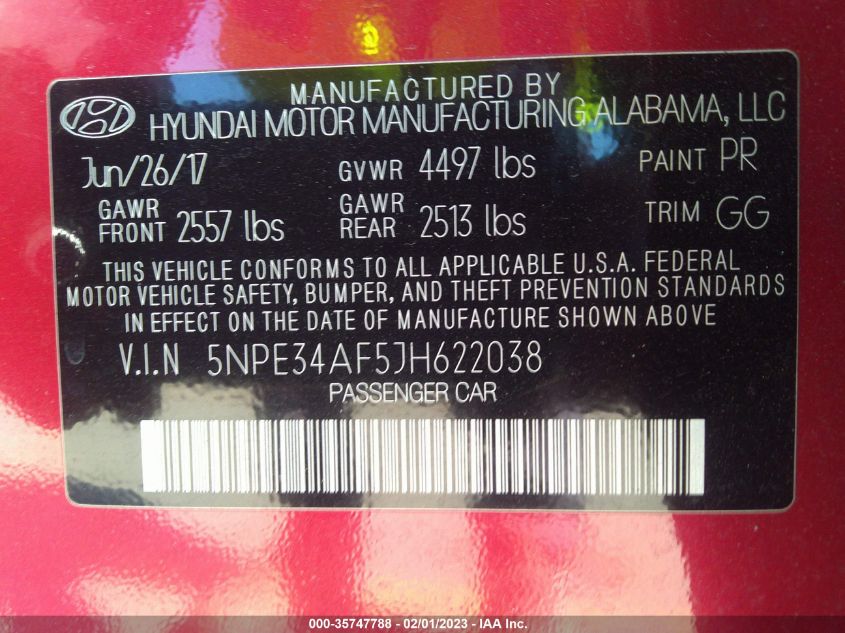 MANUFACTURED BY
HYUNDAI MOTOR MANUFACTURING ALABAMA, LLC
Jun/26/17 GVWR 4497 lbs PAINT PR
GAWR FRONT 2557 lbs GAWR REAR 2513 lbs TRIM GG
THIS VEHICLE CONFORMS TO ALL APPLICABLE U.S.A. FEDERAL
MOTOR VEHICLE SAFETY, BUMPER, AND THEFT PREVENTION STANDARDS
IN EFFECT ON THE DATE OF MANUFACTURE SHOWN ABOVE
V.I.N 5NPE34AF5JH622038
PASSENGER CAR
000-35747788 - 02/01/2023 - IAA Inc.